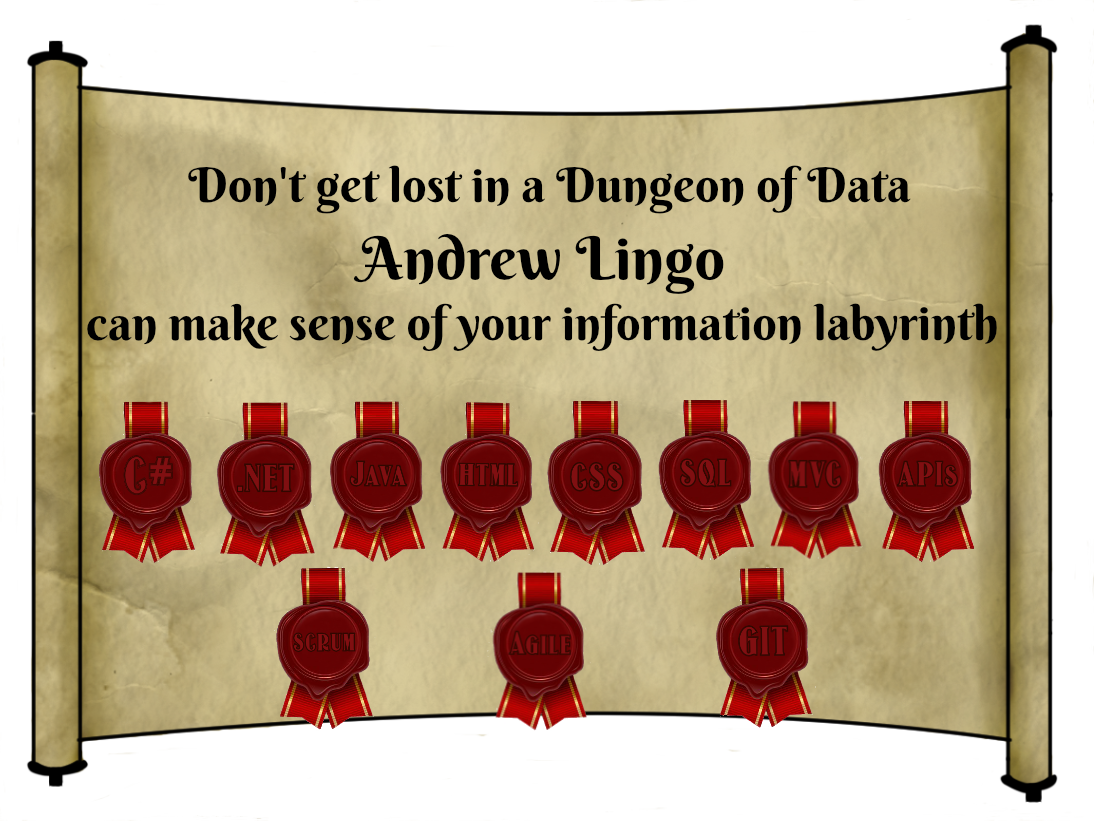 Don't get lost in a Dungeon of Data
Andrew Lingo
can make sense of your information labyrinth
C# .NET JAVA HTML CSS SQL MVC APIs
SCRUM AGILE GIT